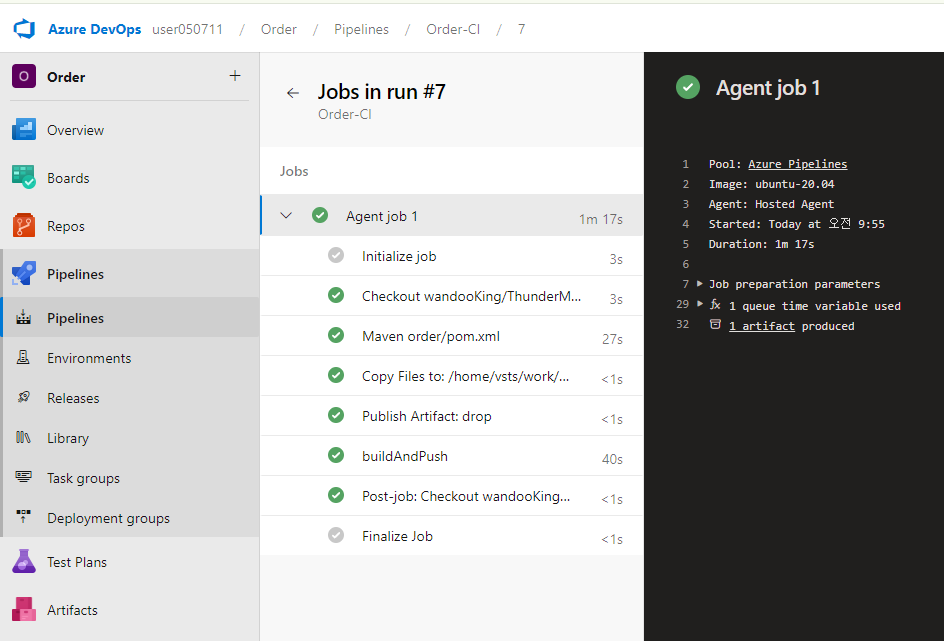 Azure DevOps user050711 / Order / Pipelines / Order-CI / 7
O Order +
Overview
Boards
Repos
Pipelines
Pipelines
Environments
Releases
Library
Task groups
Deployment groups
Test Plans
Artifacts
← Jobs in run #7
Order-CI
Jobs
Agent job 1 1m 17s
Initialize job 3s
Checkout wandooKing/ThunderM... 3s
Maven order/pom.xml 27s
Copy Files to: /home/vsts/work/... <1s
Publish Artifact: drop <1s
buildAndPush 40s
Post-job: Checkout wandooKing... <1s
Finalize Job <1s
Agent job 1
1 Pool: Azure Pipelines
2 Image: ubuntu-20.04
3 Agent: Hosted Agent
4 Started: Today at 오전 9:55
5 Duration: 1m 17s
6
7 Job preparation parameters
29 fx 1 queue time variable used
32 1 artifact produced